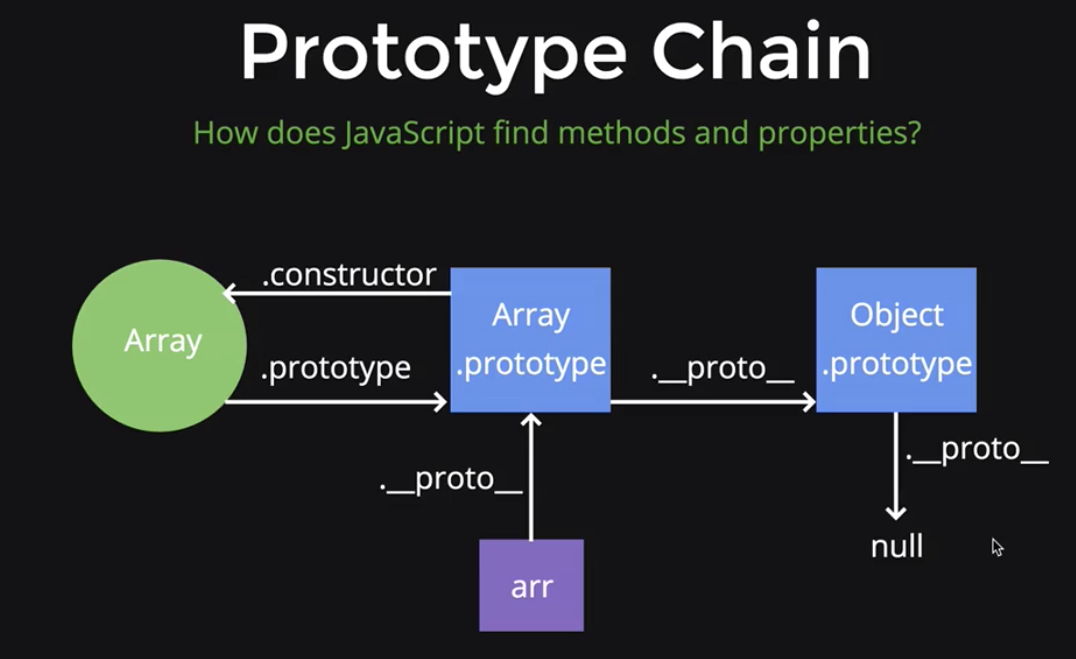 Prototype Chain
How does JavaScript find methods and properties?
.constructor
Array
.prototype
Array
.prototype
.__proto__
Object
.prototype
.__proto__
.__proto__
null
arr